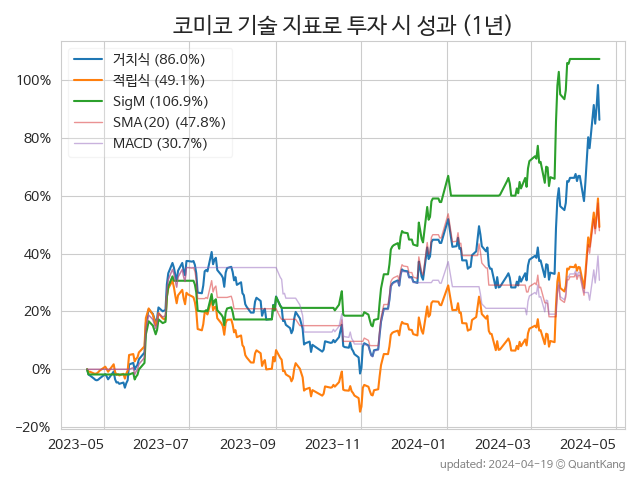 코미코 기술 지표로 투자 시 성과 (1년)
거치식 (86.0%)
적립식 (49.1%)
SigM (106.9%)
SMA(20) (47.8%)
MACD (30.7%)
100%
80%
60%
40%
20%
0%
−20%
2023-05 2023-07 2023-09 2023-11 2024-01 2024-03 2024-05
updated: 2024-04-19 © QuantKang